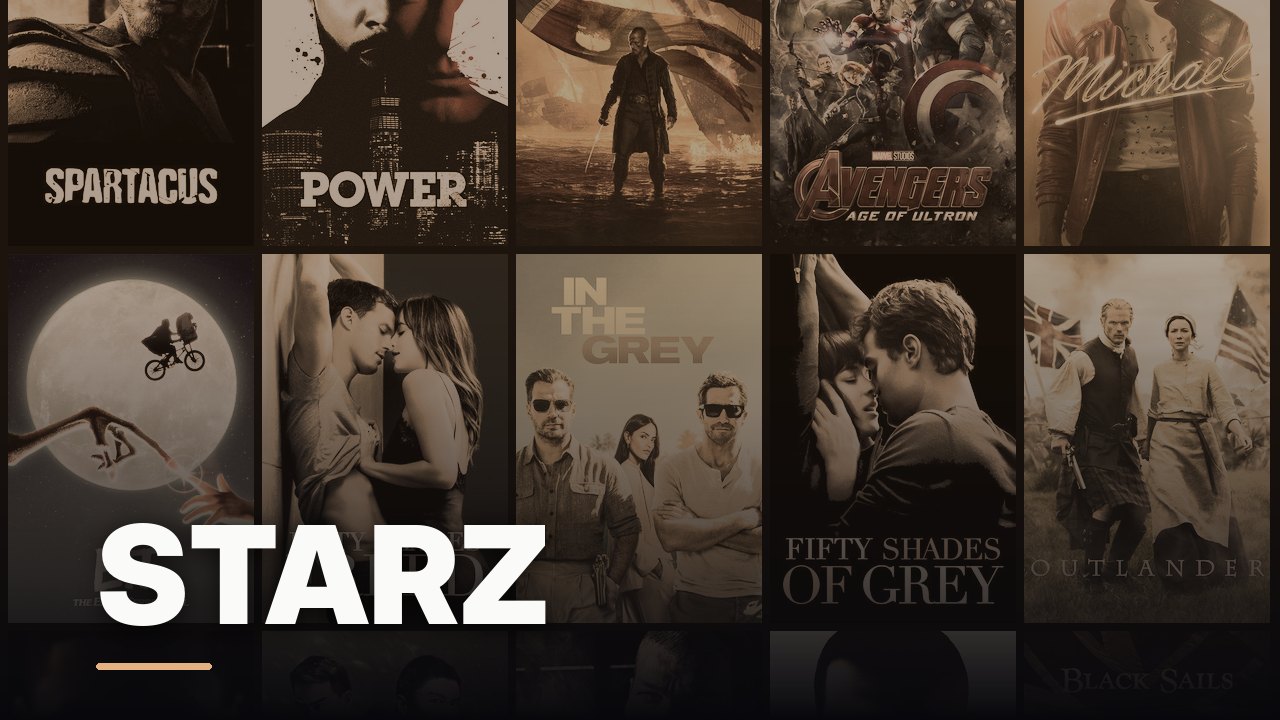 SPARTACUS
POWER
MARVEL STUDIOS
AVENGERS
AGE OF ULTRON
Michael
IN
THE
GREY
FIFTY SHADES
OF GREY
OUTLANDER
STARZ
BLACK SAILS